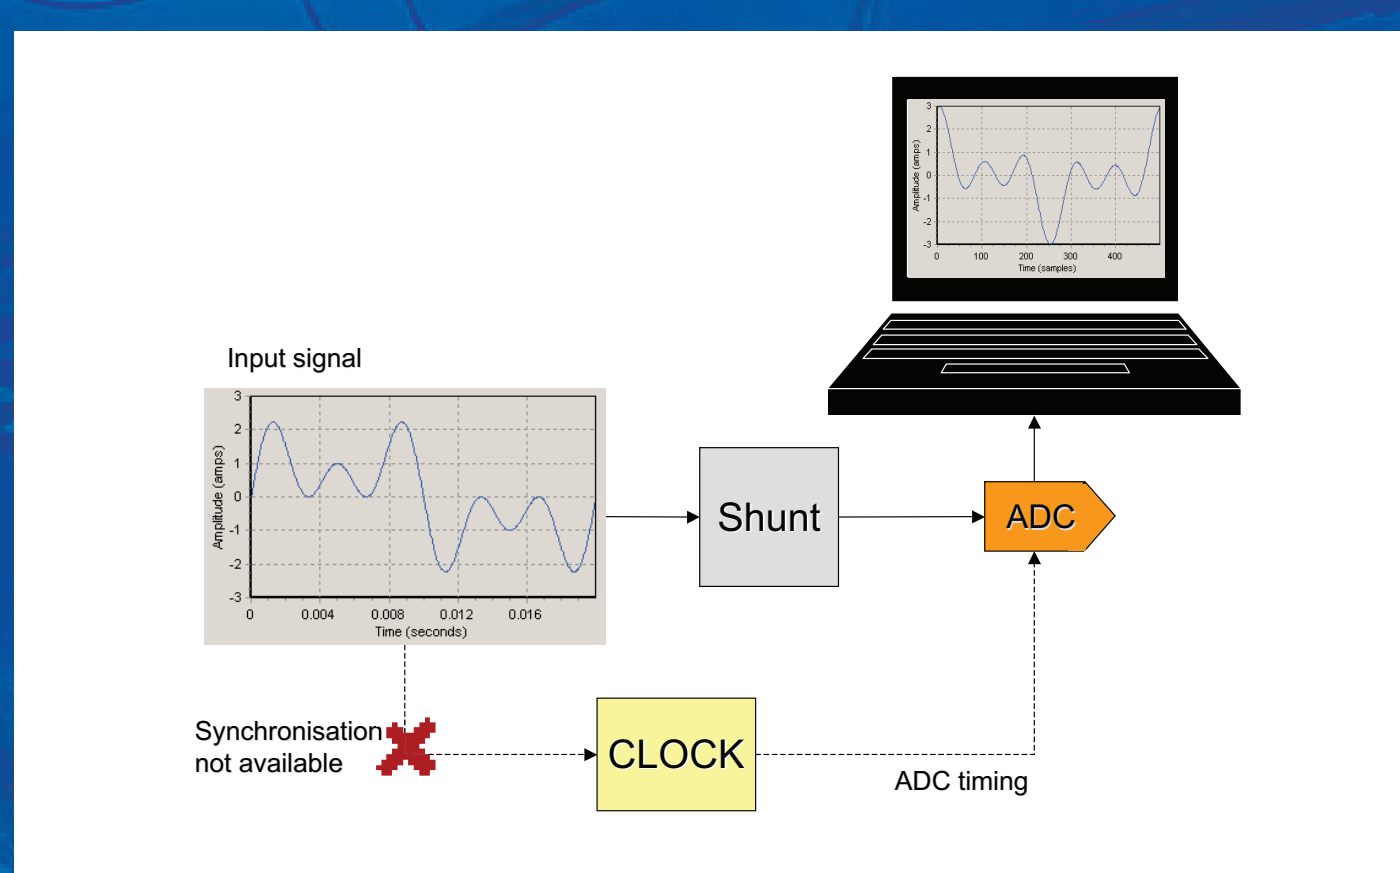 3
2
1
0
-1
-2
-3
Amplitude (amps)
0 100 200 300 400
Time (samples)
Input signal
3
2
1
0
-1
-2
-3
Amplitude (amps)
0 0.004 0.008 0.012 0.016
Time (seconds)
Shunt
ADC
Synchronisation
not available
CLOCK
ADC timing